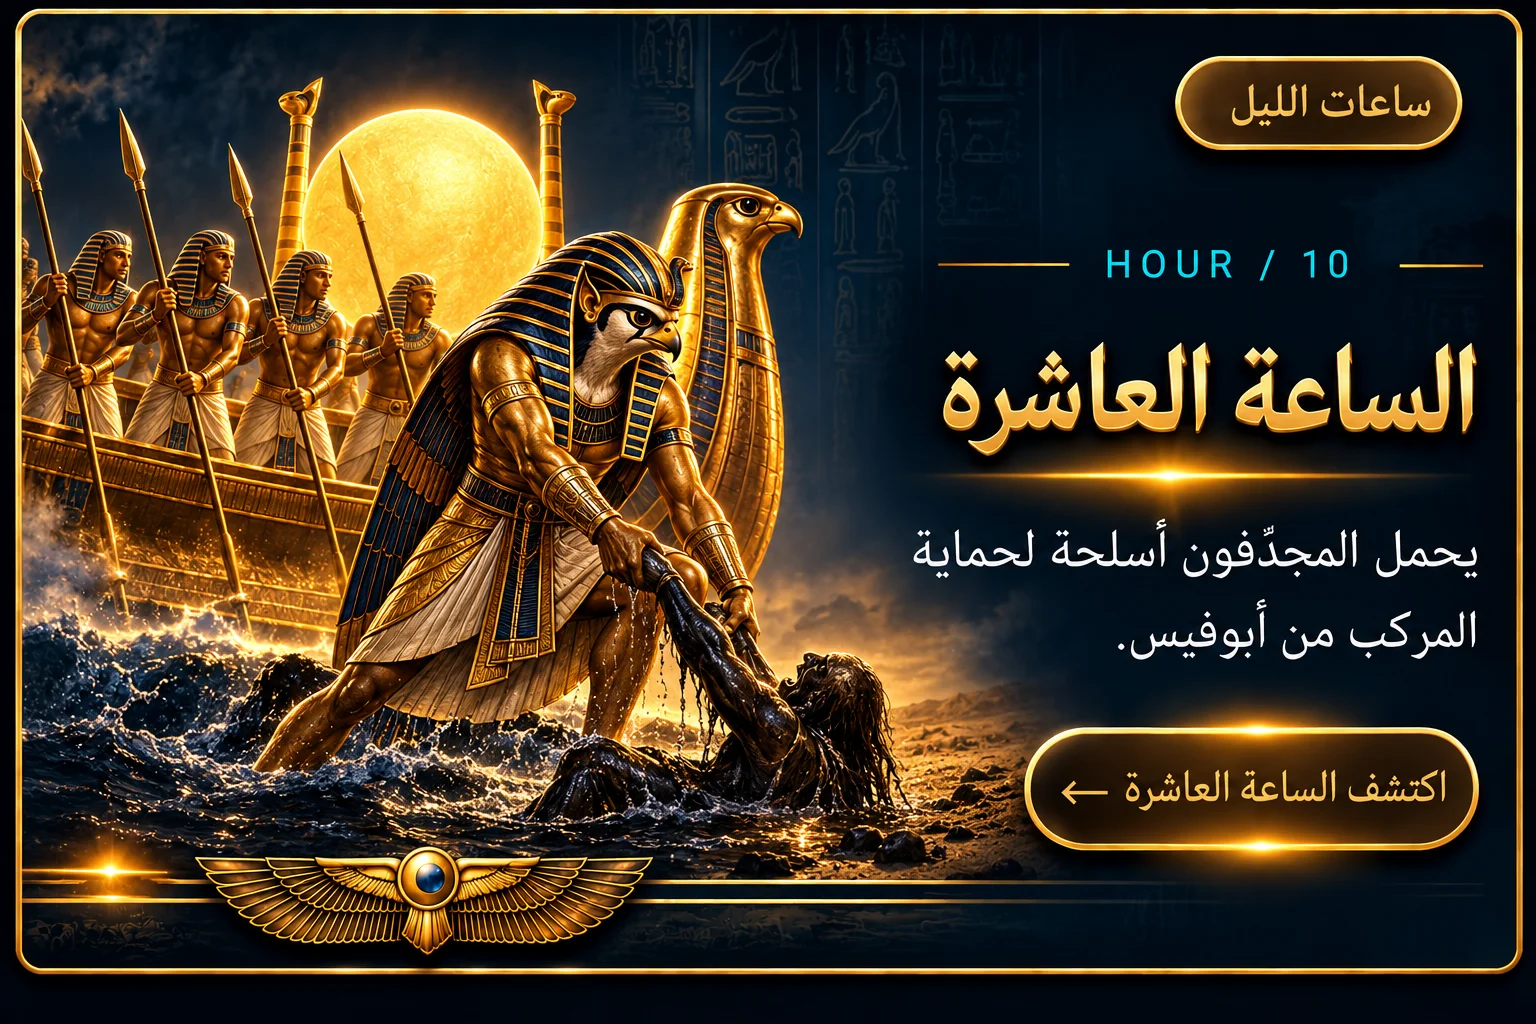 ساعات الليل
HOUR / 10
الساعة العاشرة
يحمل المجدّفون أسلحة لحماية
المركب من أبوفيس.
اكتشف الساعة العاشرة ←